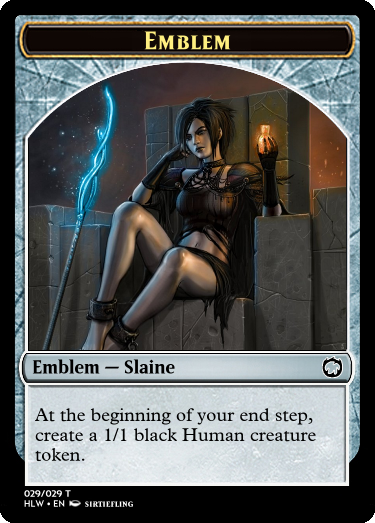 EMBLEM
Emblem — Slaine
At the beginning of your end step,
create a 1/1 black Human creature
token.
029/029 T
HLW • EN SIRTIEFLING